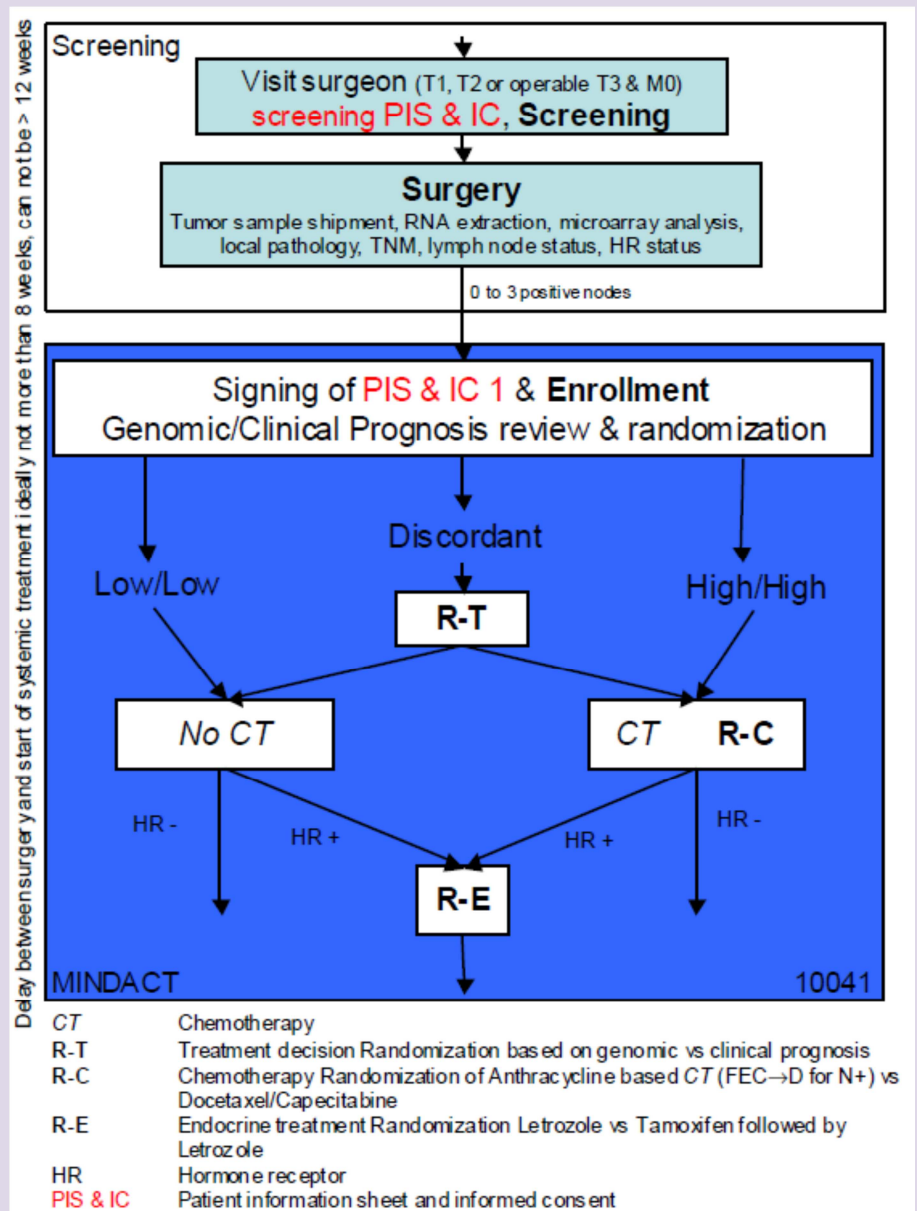 Delay between surgery and start of systemic treatment ideally not more than 8 weeks, can not be > 12 weeks
Screening
Visit surgeon (T1, T2 or operable T3 & M0)
screening PIS & IC, Screening
Surgery
Tumor sample shipment, RNA extraction, microarray analysis,
local pathology, TNM, lymph node status, HR status
0 to 3 positive nodes
Signing of PIS & IC 1 & Enrollment
Genomic/Clinical Prognosis review & randomization
Discordant
Low/Low
High/High
R-T
No CT
CT R-C
HR -
HR +
HR +
HR -
R-E
MINDACT
10041
CT Chemotherapy
R-T Treatment decision Randomization based on genomic vs clinical prognosis
R-C Chemotherapy Randomization of Anthracycline based CT (FEC→D for N+) vs
Docetaxel/Capecitabine
R-E Endocrine treatment Randomization Letrozole vs Tamoxifen followed by
Letrozole
HR Hormone receptor
PIS & IC Patient information sheet and informed consent